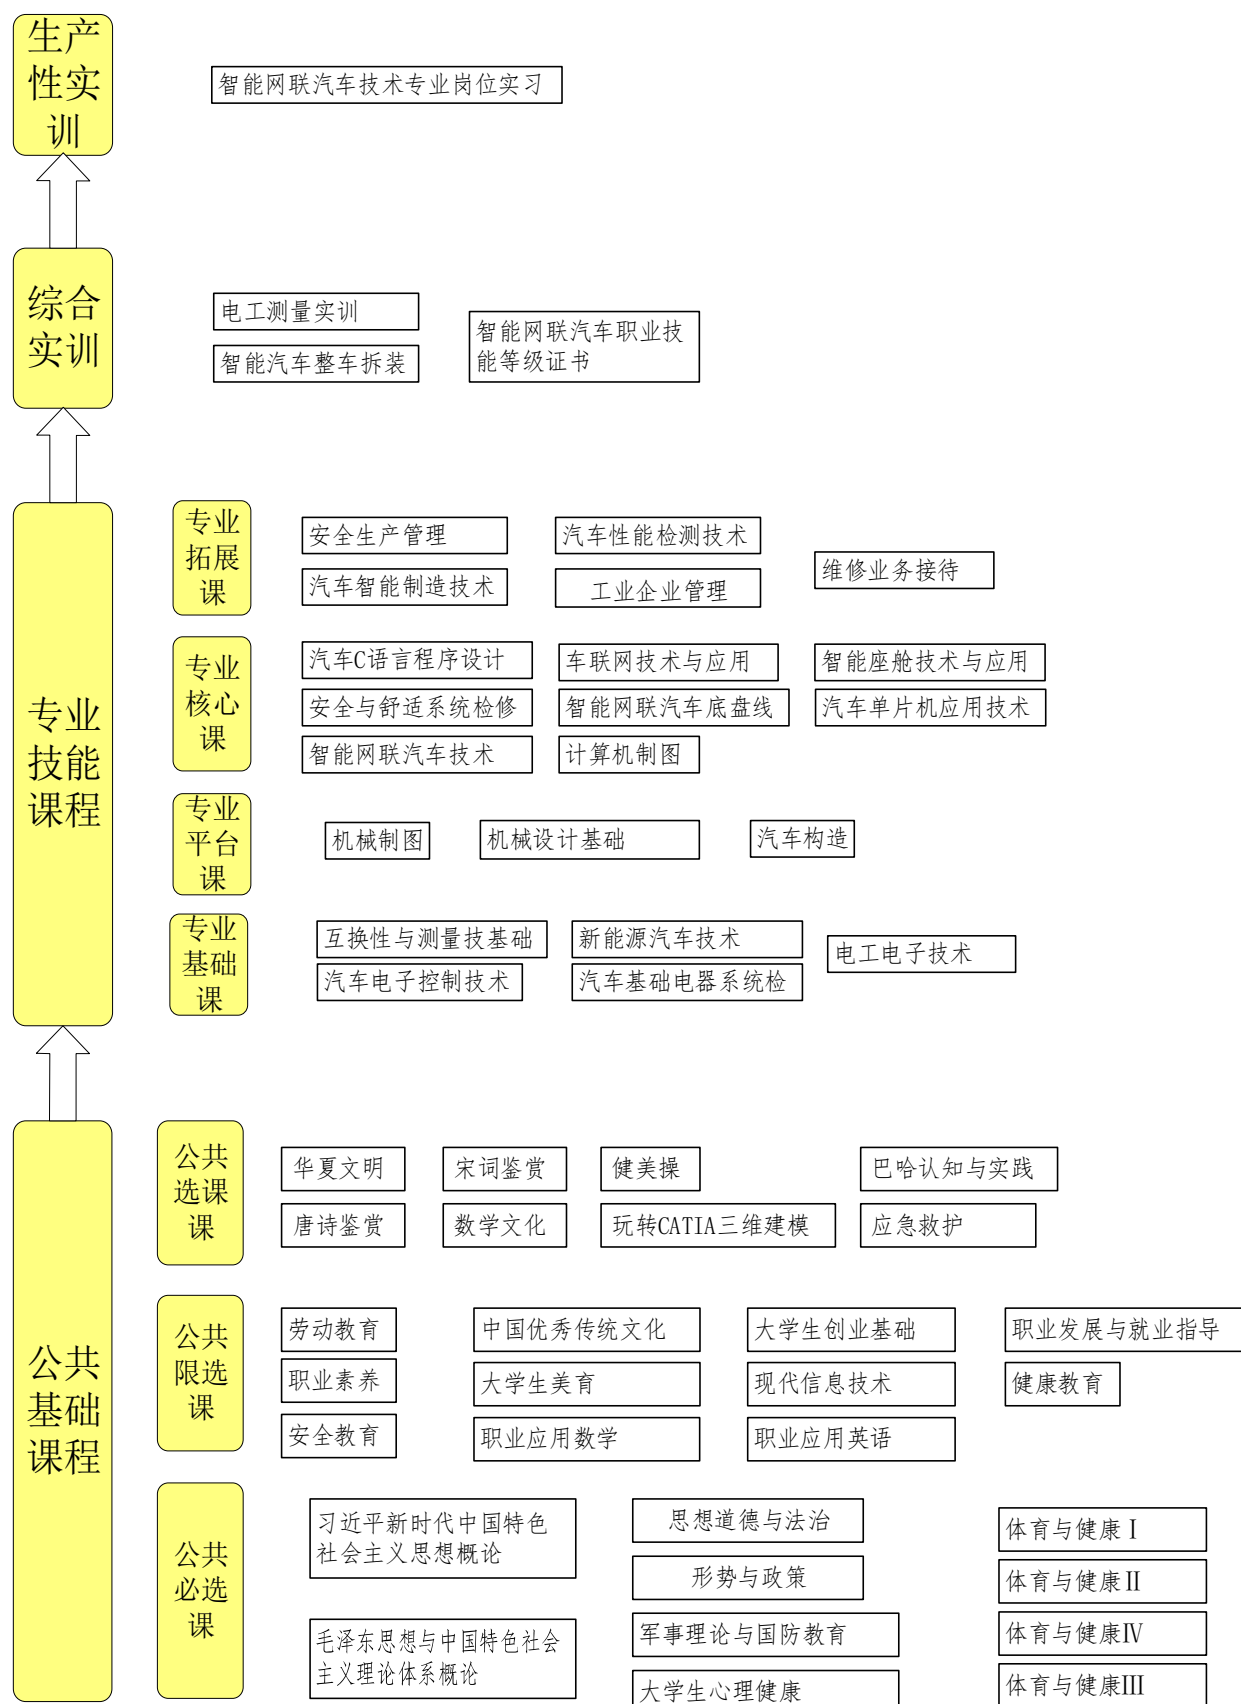 生产
性实
训
智能网联汽车技术专业岗位实习
综合
实训
电工测量实训
智能汽车整车拆装
智能网联汽车职业技
能等级证书
专业
技能
课程
专业
拓展
课
安全生产管理
汽车性能检测技术
维修业务接待
汽车智能制造技术
工业企业管理
专业
核心
课
汽车C语言程序设计
车联网技术与应用
智能座舱技术与应用
安全与舒适系统检修
智能网联汽车底盘线
汽车单片机应用技术
智能网联汽车技术
计算机制图
专业
平台
课
机械制图
机械设计基础
汽车构造
专业
基础
课
互换性与测量技基础
新能源汽车技术
电工电子技术
汽车电子控制技术
汽车基础电器系统检
公共
基础
课程
公共
选课
课
华夏文明
宋词鉴赏
健美操
巴哈认知与实践
唐诗鉴赏
数学文化
玩转CATIA三维建模
应急救护
公共
限选
课
劳动教育
中国优秀传统文化
大学生创业基础
职业发展与就业指导
职业素养
大学生美育
现代信息技术
健康教育
安全教育
职业应用数学
职业应用英语
公共
必选
课
习近平新时代中国特色
社会主义思想概论
思想道德与法治
体育与健康Ⅰ
形势与政策
体育与健康Ⅱ
毛泽东思想与中国特色社会
主义理论体系概论
军事理论与国防教育
体育与健康Ⅳ
大学生心理健康
体育与健康Ⅲ